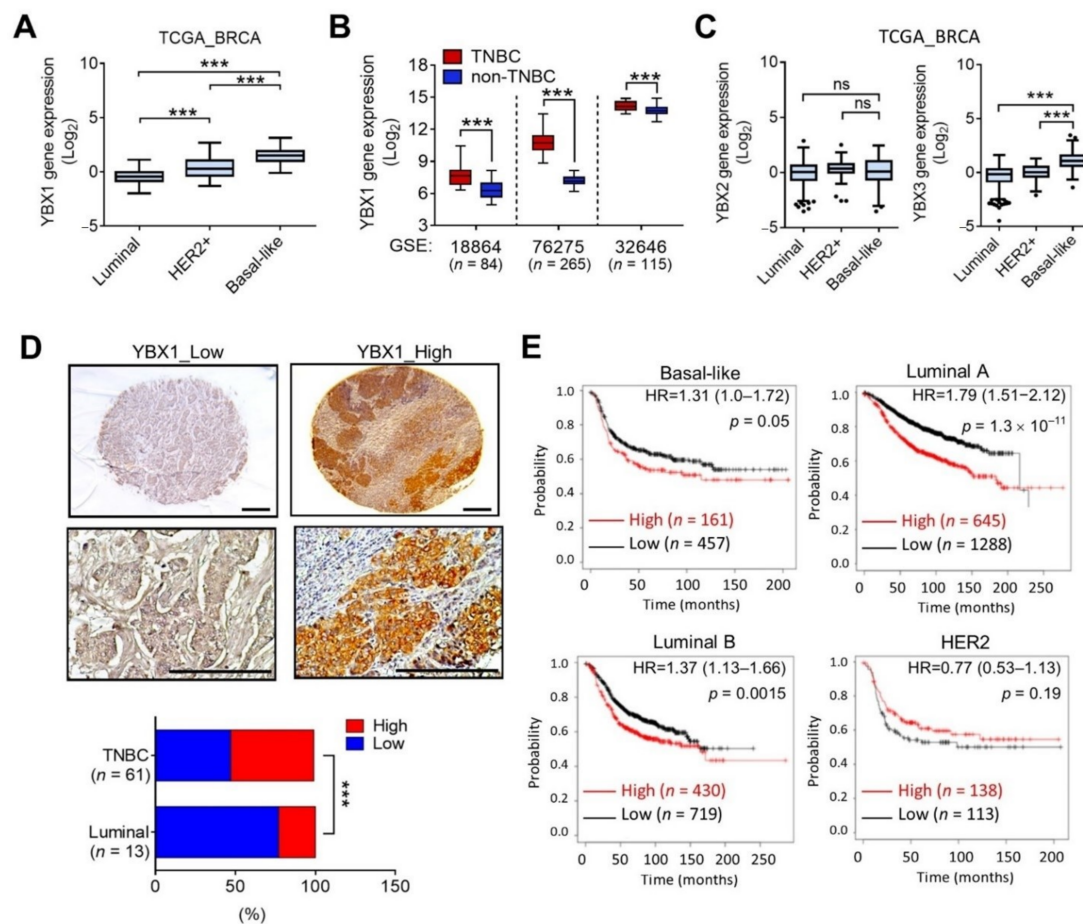 A
TCGA_BRCA
YBX1 gene expression
(Log2)
10
5
0
–5
***
***
***
Luminal
HER2+
Basal-like
B
TNBC
non-TNBC
YBX1 gene expression
(Log2)
18
15
12
9
6
3
***
***
***
GSE:
18864
76275
32646
(n = 84)
(n = 265)
(n = 115)
C
TCGA_BRCA
YBX2 gene expression
(Log2)
10
5
0
–5
ns
ns
Luminal
HER2+
Basal-like
YBX3 gene expression
(Log2)
10
5
0
–5
***
***
Luminal
HER2+
Basal-like
D
YBX1_Low
YBX1_High
High
Low
TNBC
(n = 61)
Luminal
(n = 13)
***
0
50
100
150
(%)
E
Basal-like
HR=1.31 (1.0–1.72)
p = 0.05
High (n = 161)
Low (n = 457)
Probability
1.0
0.8
0.6
0.4
0.2
0.0
0 50 100 150 200
Time (months)
Luminal A
HR=1.79 (1.51–2.12)
p = 1.3 × 10−11
High (n = 645)
Low (n = 1288)
Probability
1.0
0.8
0.6
0.4
0.2
0.0
0 50 100 150 200 250
Time (months)
Luminal B
HR=1.37 (1.13–1.66)
p = 0.0015
High (n = 430)
Low (n = 719)
Probability
1.0
0.8
0.6
0.4
0.2
0.0
0 50 100 150 200 250
Time (months)
HER2
HR=0.77 (0.53–1.13)
p = 0.19
High (n = 138)
Low (n = 113)
Probability
1.0
0.8
0.6
0.4
0.2
0.0
0 50 100 150 200
Time (months)